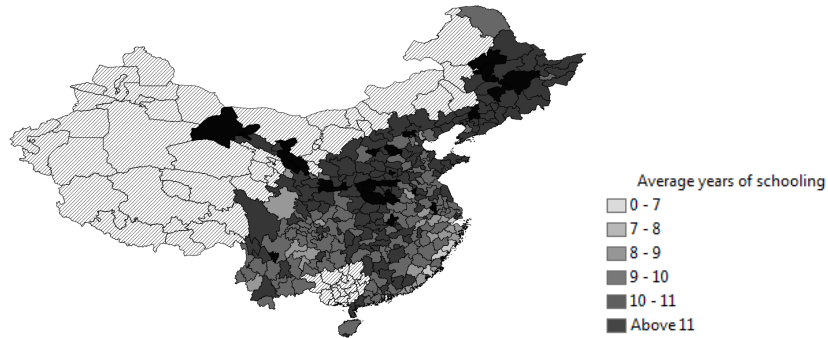 Average years of schooling
0 - 7
7 - 8
8 - 9
9 - 10
10 - 11
Above 11